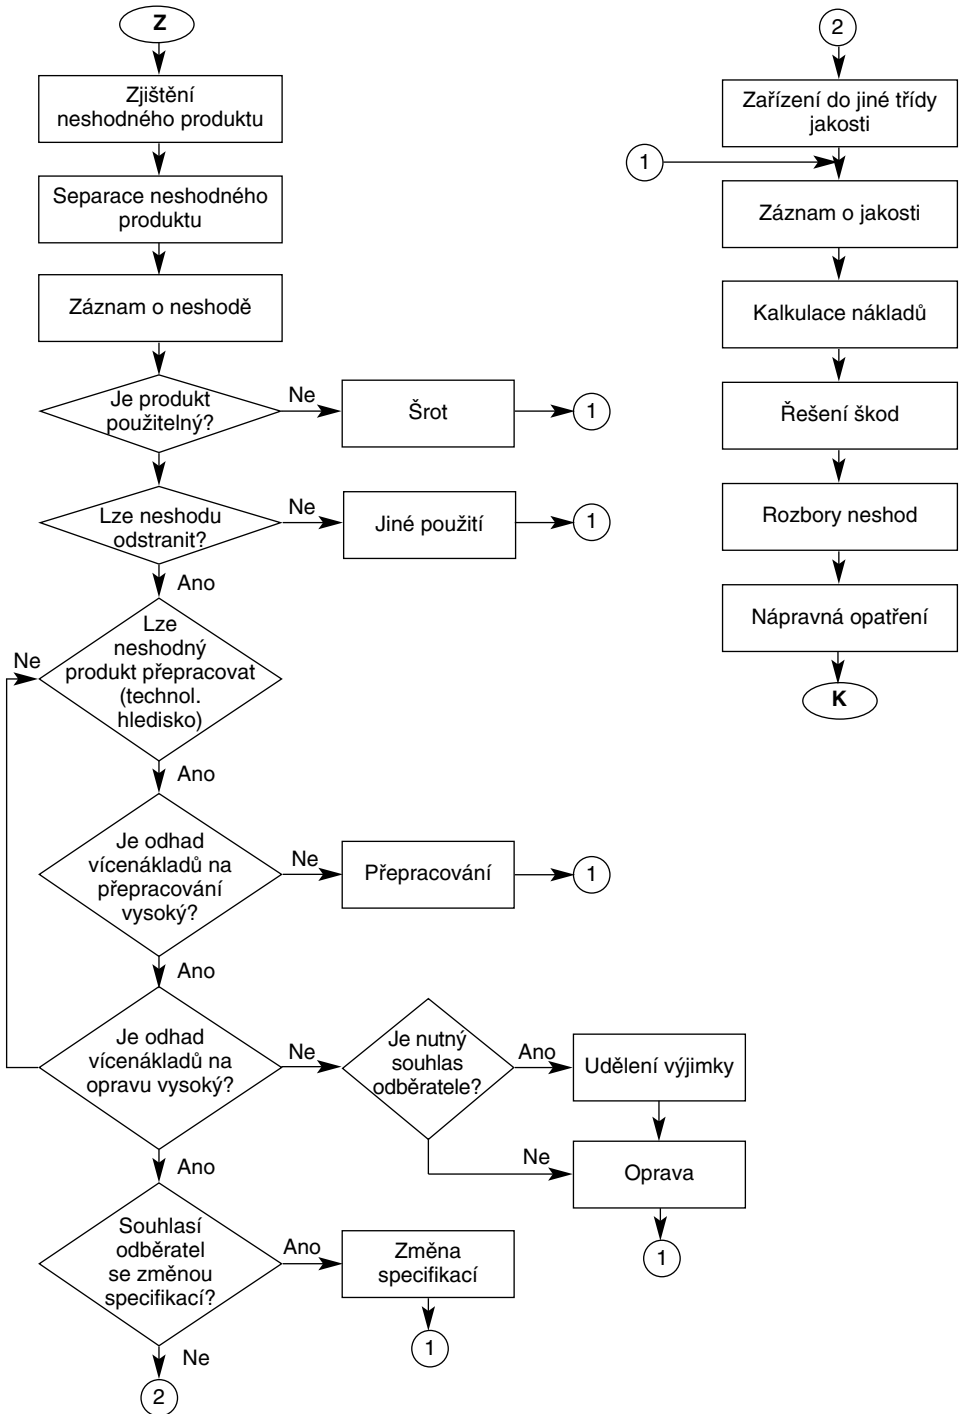 Z
Zjištění
neshodného produktu
Separace neshodného
produktu
Záznam o neshodě
Je produkt
použitelný?
Ne
Šrot
1
Lze neshodu
odstranit?
Ne
Jiné použití
1
Ano
Lze
neshodný
produkt přepracovat
(technol.
hledisko)
Ne
Ano
Je odhad
vícenákladů na
přepracování
vysoký?
Ne
Přepracování
1
Ano
Je odhad
vícenákladů na
opravu vysoký?
Ne
Je nutný
souhlas
odběratele?
Ano
Udělení výjimky
Ne
Oprava
1
Ano
Souhlasí
odběratel
se změnou
specifikací?
Ano
Změna
specifikací
1
Ne
2
2
Zařízení do jiné třídy
jakosti
1
Záznam o jakosti
Kalkulace nákladů
Řešení škod
Rozbory neshod
Nápravná opatření
K